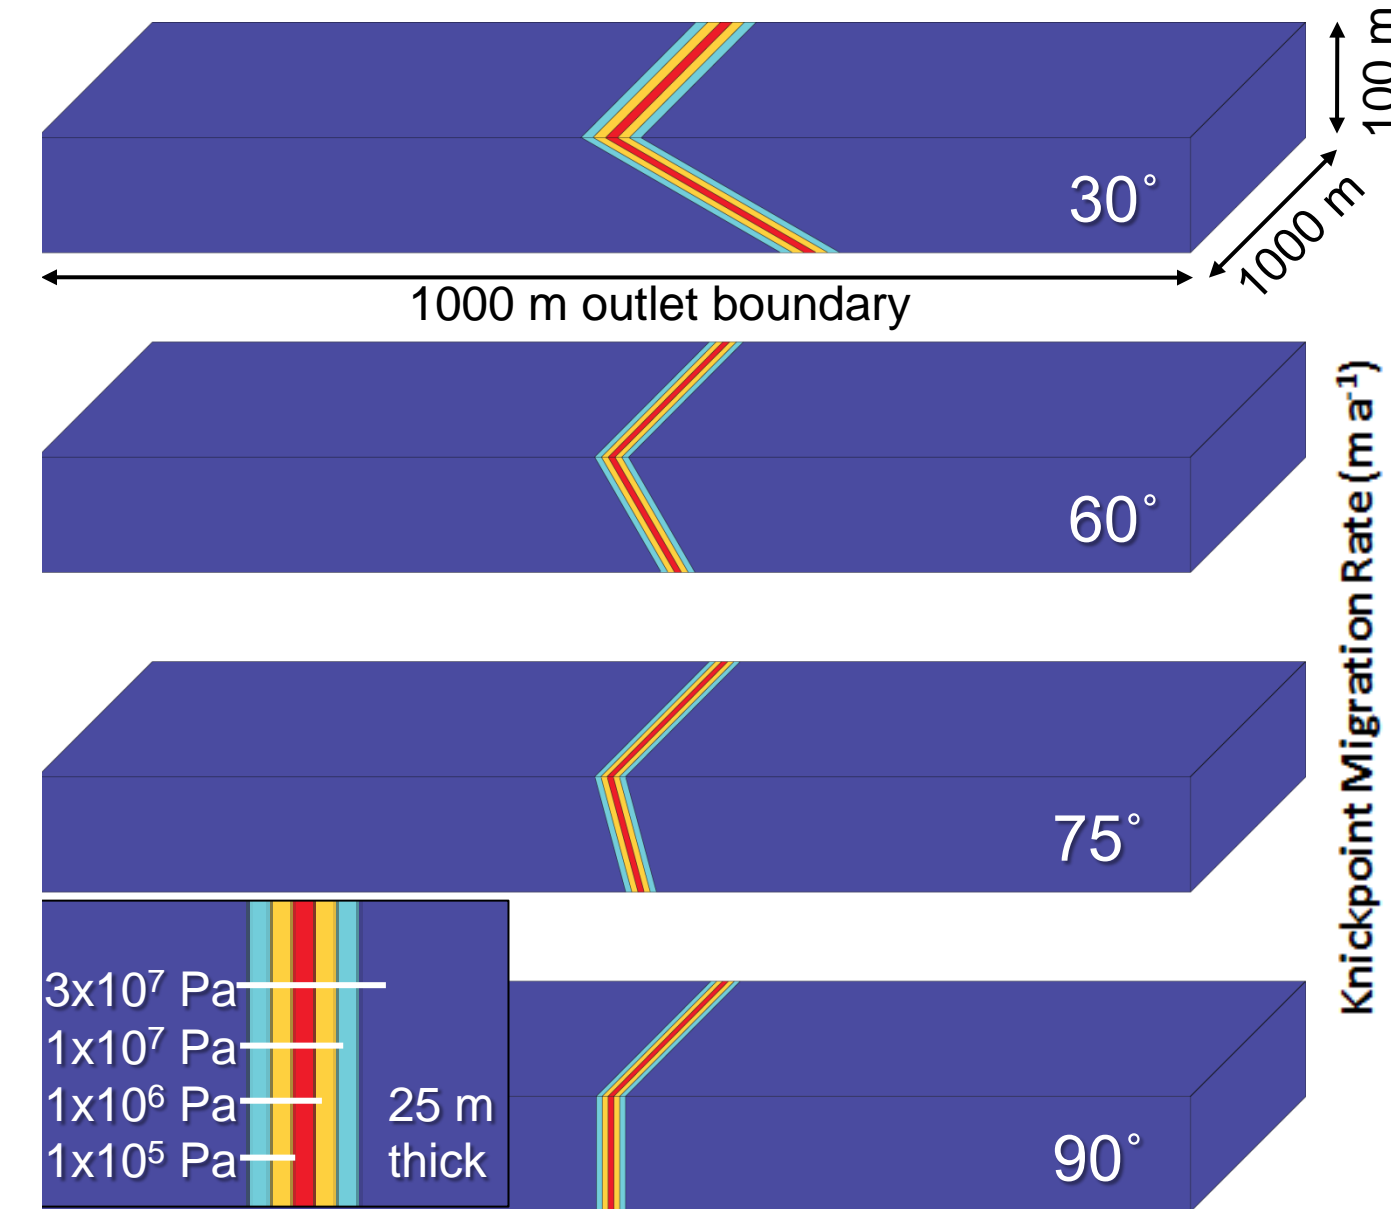 100 m
30°
1000 m
1000 m outlet boundary
60°
Knickpoint Migration Rate (m a⁻¹)
75°
3x10⁷ Pa
1x10⁷ Pa
1x10⁶ Pa
1x10⁵ Pa
25 m
thick
90°